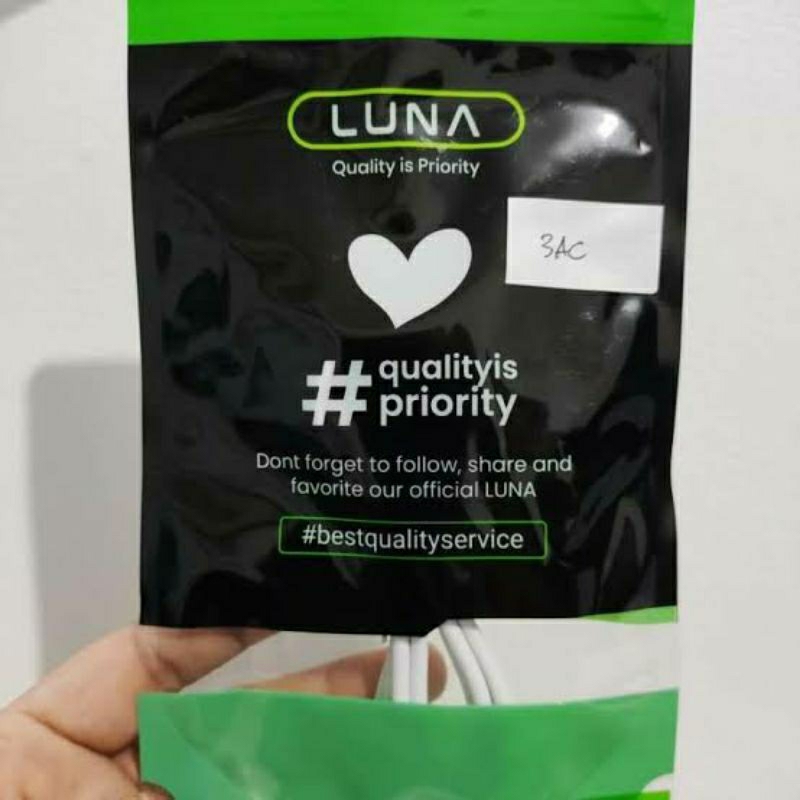 LUNA
Quality is Priority
3AC
#qualityis
priority
Dont forget to follow, share and
favorite our official LUNA
#bestqualityservice